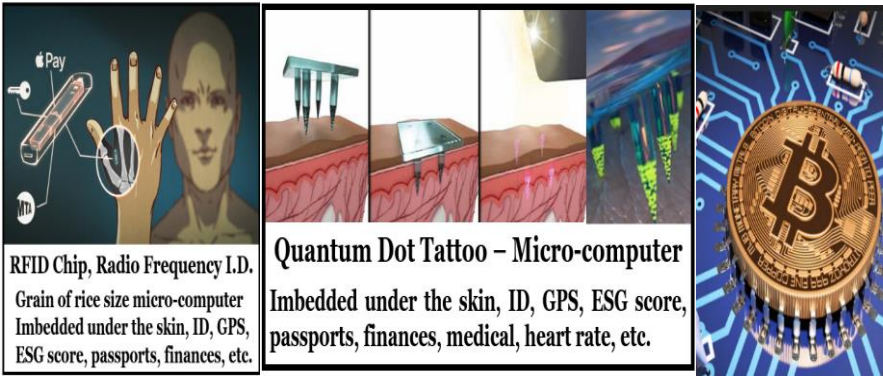 Pay
MTA
RFID Chip, Radio Frequency I.D.
Grain of rice size micro-computer
Imbedded under the skin, ID, GPS,
ESG score, passports, finances, etc.
Quantum Dot Tattoo – Micro-computer
Imbedded under the skin, ID, GPS, ESG score,
passports, finances, medical, heart rate, etc.